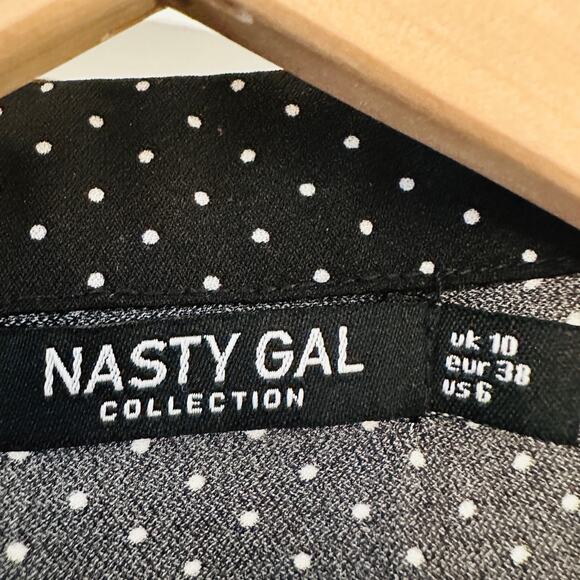 NASTY GAL
COLLECTION
uk 10
eur 38
us 6